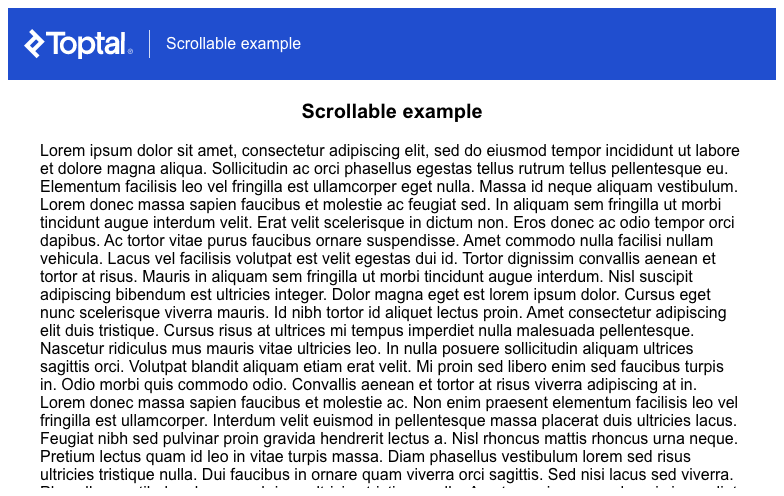 Toptal® | Scrollable example
Scrollable example
Lorem ipsum dolor sit amet, consectetur adipiscing elit, sed do eiusmod tempor incididunt ut labore
et dolore magna aliqua. Sollicitudin ac orci phasellus egestas tellus rutrum tellus pellentesque eu.
Elementum facilisis leo vel fringilla est ullamcorper eget nulla. Massa id neque aliquam vestibulum.
Lorem donec massa sapien faucibus et molestie ac feugiat sed. In aliquam sem fringilla ut morbi
tincidunt augue interdum velit. Erat velit scelerisque in dictum non. Eros donec ac odio tempor orci
dapibus. Ac tortor vitae purus faucibus ornare suspendisse. Amet commodo nulla facilisi nullam
vehicula. Lacus vel facilisis volutpat est velit egestas dui id. Tortor dignissim convallis aenean et
tortor at risus. Mauris in aliquam sem fringilla ut morbi tincidunt augue interdum. Nisl suscipit
adipiscing bibendum est ultricies integer. Dolor magna eget est lorem ipsum dolor. Cursus eget
nunc scelerisque viverra mauris. Id nibh tortor id aliquet lectus proin. Amet consectetur adipiscing
elit duis tristique. Cursus risus at ultrices mi tempus imperdiet nulla malesuada pellentesque.
Nascetur ridiculus mus mauris vitae ultricies leo. In nulla posuere sollicitudin aliquam ultrices
sagittis orci. Volutpat blandit aliquam etiam erat velit. Mi proin sed libero enim sed faucibus turpis
in. Odio morbi quis commodo odio. Convallis aenean et tortor at risus viverra adipiscing at in.
Lorem donec massa sapien faucibus et molestie ac. Non enim praesent elementum facilisis leo vel
fringilla est ullamcorper. Interdum velit euismod in pellentesque massa placerat duis ultricies lacus.
Feugiat nibh sed pulvinar proin gravida hendrerit lectus a. Nisl rhoncus mattis rhoncus urna neque.
Pretium lectus quam id leo in vitae turpis massa. Diam phasellus vestibulum lorem sed risus
ultricies tristique nulla. Dui faucibus in ornare quam viverra orci sagittis. Sed nisi lacus sed viverra.